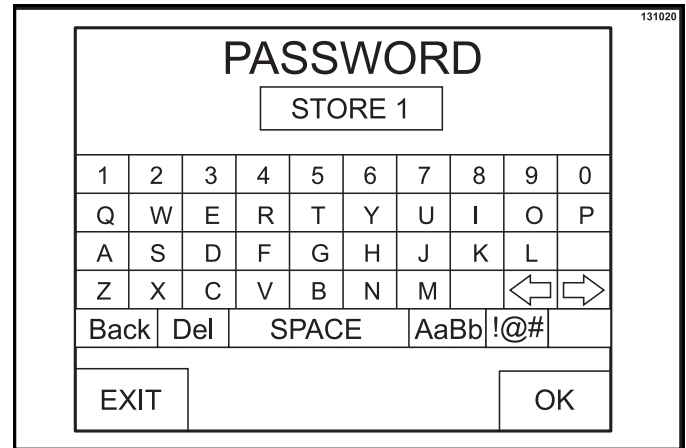 131020
PASSWORD
STORE 1
1 2 3 4 5 6 7 8 9 0
Q W E R T Y U I O P
A S D F G H J K L
Z X C V B N M
Back Del SPACE AaBb !@#
EXIT OK